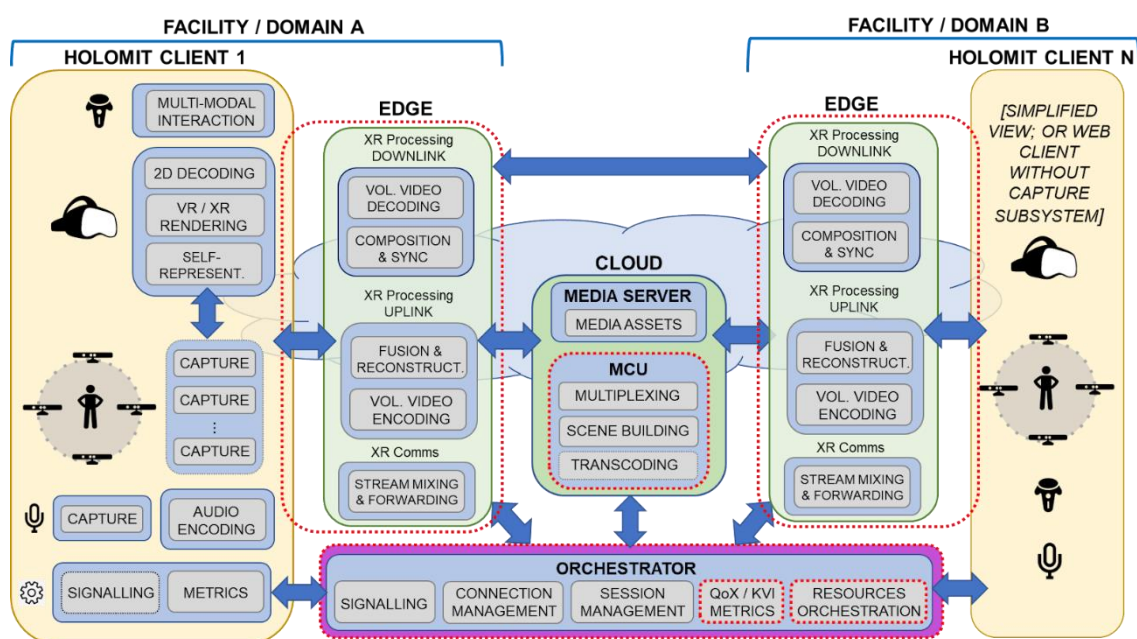 FACILITY / DOMAIN A
HOLOMIT CLIENT 1
MULTI-MODAL
INTERACTION
2D DECODING
VR / XR
RENDERING
SELF-
REPRESENT.
CAPTURE
CAPTURE
⋮
CAPTURE
CAPTURE
AUDIO
ENCODING
SIGNALLING
METRICS
EDGE
XR Processing
DOWNLINK
VOL. VIDEO
DECODING
COMPOSITION
& SYNC
XR Processing
UPLINK
FUSION &
RECONSTRUCT.
VOL. VIDEO
ENCODING
XR Comms
STREAM MIXING
& FORWARDING
CLOUD
MEDIA SERVER
MEDIA ASSETS
MCU
MULTIPLEXING
SCENE BUILDING
TRANSCODING
FACILITY / DOMAIN B
HOLOMIT CLIENT N
EDGE
XR Processing
DOWNLINK
VOL. VIDEO
DECODING
COMPOSITION
& SYNC
XR Processing
UPLINK
FUSION &
RECONSTRUCT.
VOL. VIDEO
ENCODING
XR Comms
STREAM MIXING
& FORWARDING
[SIMPLIFIED
VIEW; OR WEB
CLIENT
WITHOUT
CAPTURE
SUBSYSTEM]
ORCHESTRATOR
SIGNALLING
CONNECTION
MANAGEMENT
SESSION
MANAGEMENT
QoX / KVI
METRICS
RESOURCES
ORCHESTRATION